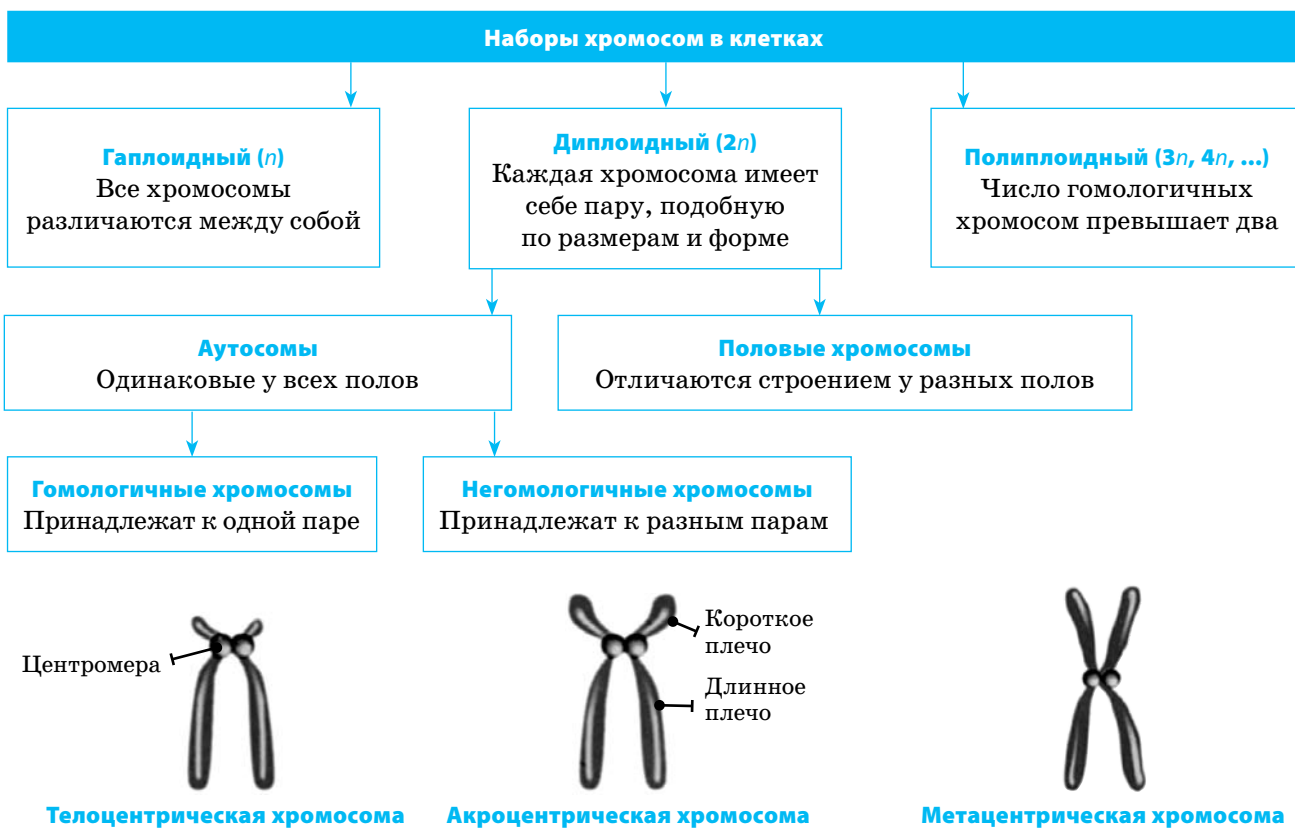 Наборы хромосом в клетках
Гаплоидный (n)
Все хромосомы
различаются между собой
Диплоидный (2n)
Каждая хромосома имеет
себе пару, подобную
по размерам и форме
Полиплоидный (3n, 4n, ...)
Число гомологичных
хромосом превышает два
Аутосомы
Одинаковые у всех полов
Половые хромосомы
Отличаются строением у разных полов
Гомологичные хромосомы
Принадлежат к одной паре
Негомологичные хромосомы
Принадлежат к разным парам
Центромера
Короткое
плечо
Длинное
плечо
Телоцентрическая хромосома
Акроцентрическая хромосома
Метацентрическая хромосома